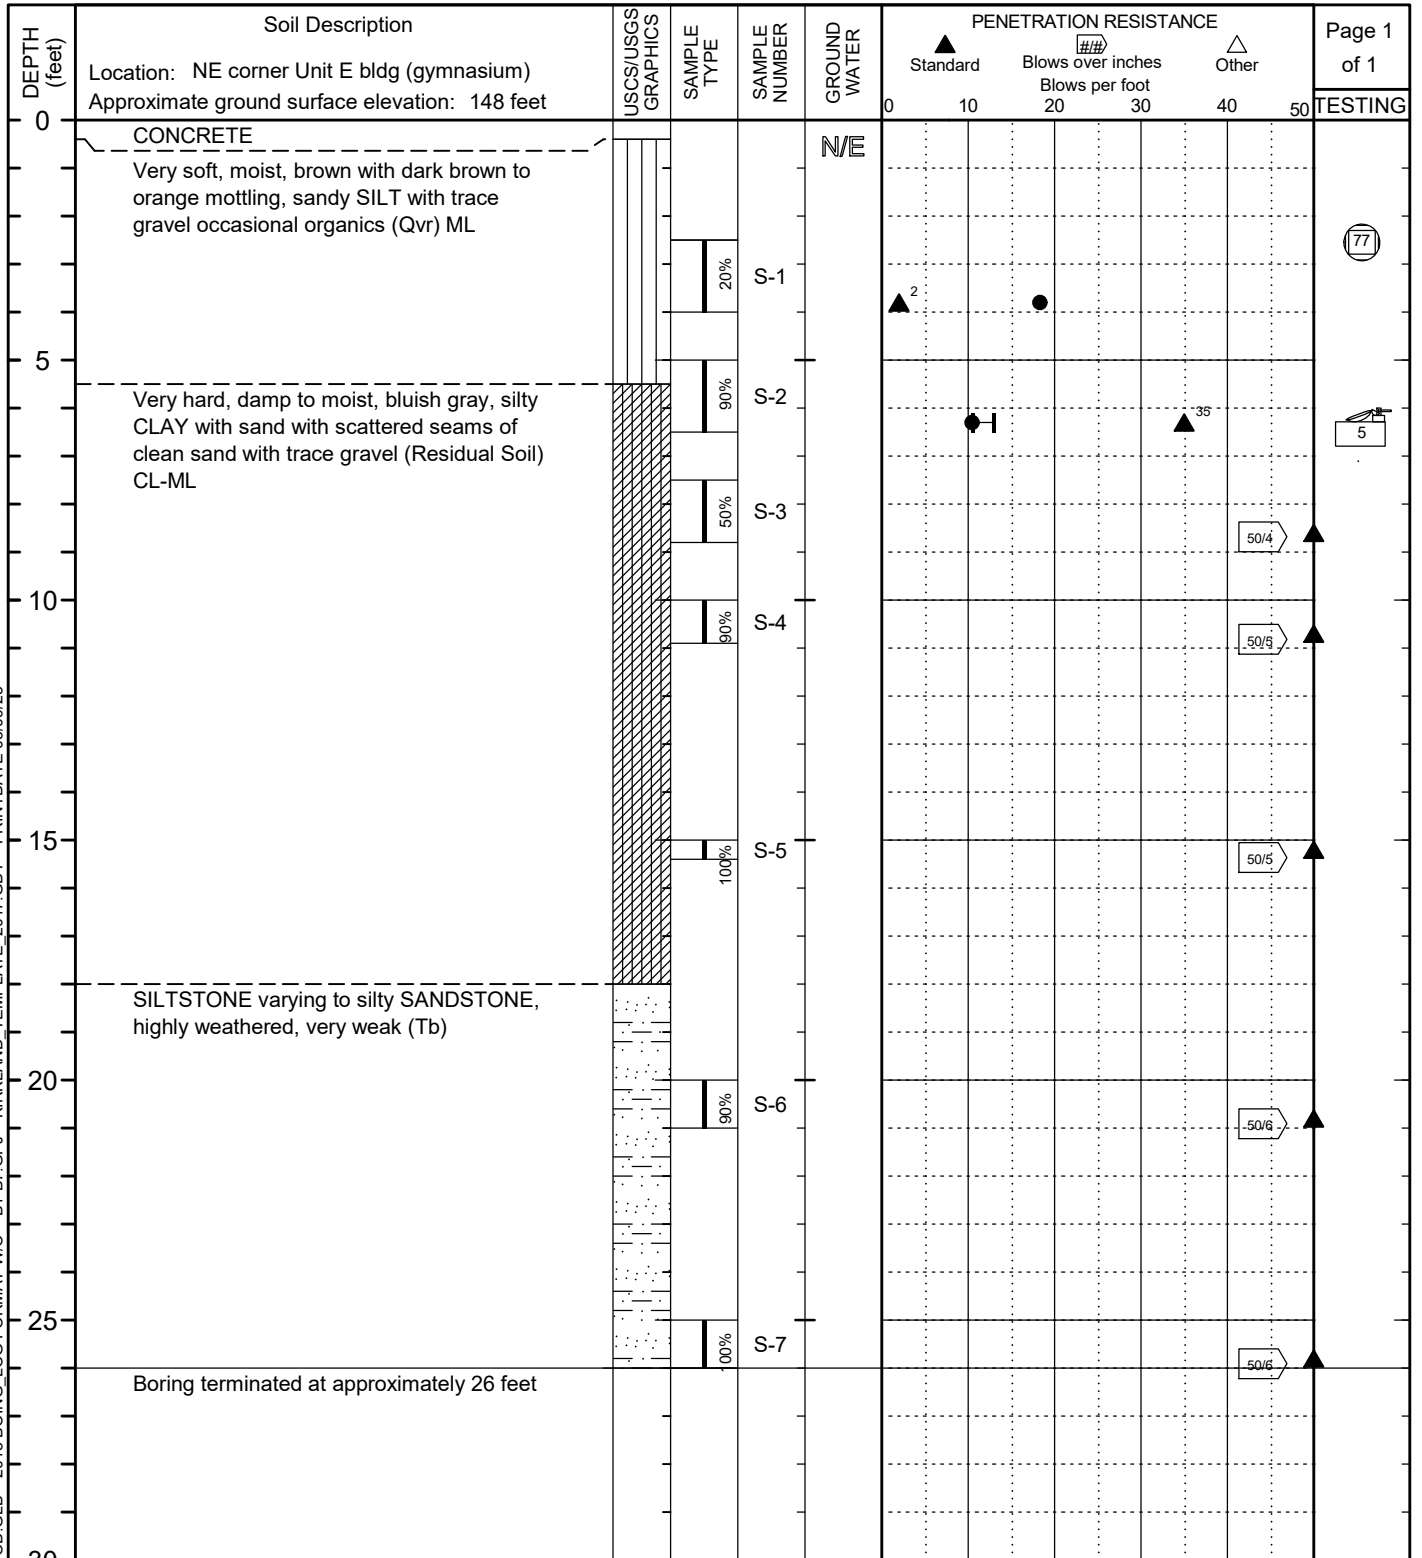 DEPTH
(feet)
Soil Description
Location: NE corner Unit E bldg (gymnasium)
Approximate ground surface elevation: 148 feet
USCS/USGS
GRAPHICS
SAMPLE
TYPE
SAMPLE
NUMBER
GROUND
WATER
PENETRATION RESISTANCE
Standard
#/#
Blows over inches
Other
Blows per foot
0 10 20 30 40 50
Page 1
of 1
TESTING
0
CONCRETE
N/E
Very soft, moist, brown with dark brown to
orange mottling, sandy SILT with trace
gravel occasional organics (Qvr) ML
77
20%
S-1
2
5
Very hard, damp to moist, bluish gray, silty
CLAY with sand with scattered seams of
clean sand with trace gravel (Residual Soil)
CL-ML
90%
S-2
35
5
50%
S-3
50/4
10
90%
S-4
50/5
15
100%
S-5
50/5
SILTSTONE varying to silty SANDSTONE,
highly weathered, very weak (Tb)
20
90%
S-6
50/6
25
100%
S-7
50/6
Boring terminated at approximately 26 feet